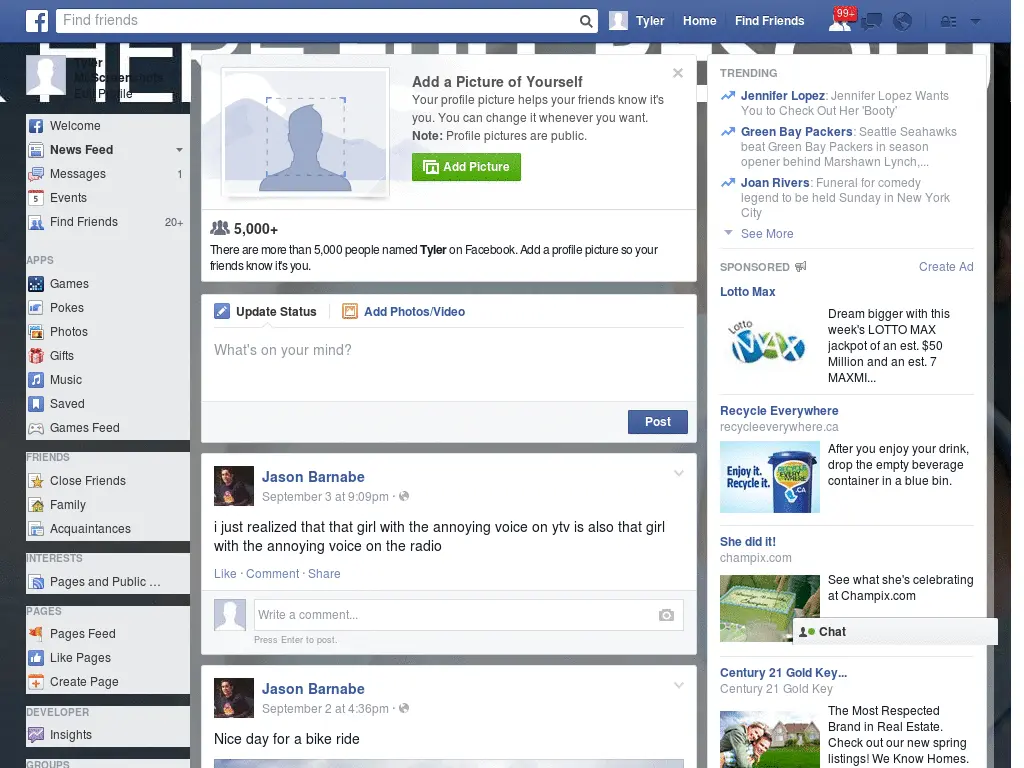 Find friends
Tyler
Home
Find Friends
99+
Tyler
Edit Profile
Welcome
News Feed
Messages 1
Events
Find Friends 20+
APPS
Games
Pokes
Photos
Gifts
Music
Saved
Games Feed
FRIENDS
Close Friends
Family
Acquaintances
INTERESTS
Pages and Public ...
PAGES
Pages Feed
Like Pages
Create Page
DEVELOPER
Insights
GROUPS
Add a Picture of Yourself
Your profile picture helps your friends know it's
you. You can change it whenever you want.
Note: Profile pictures are public.
Add Picture
5,000+
There are more than 5,000 people named Tyler on Facebook. Add a profile picture so your
friends know it's you.
Update Status
Add Photos/Video
What's on your mind?
Post
Jason Barnabe
September 3 at 9:09pm ·
i just realized that that girl with the annoying voice on ytv is also that girl
with the annoying voice on the radio
Like · Comment · Share
Write a comment...
Press Enter to post.
Jason Barnabe
September 2 at 4:36pm ·
Nice day for a bike ride
TRENDING
Jennifer Lopez: Jennifer Lopez Wants
You to Check Out Her 'Booty'
Green Bay Packers: Seattle Seahawks
beat Green Bay Packers in season
opener behind Marshawn Lynch,...
Joan Rivers: Funeral for comedy
legend to be held Sunday in New York
City
See More
SPONSORED
Create Ad
Lotto Max
Lotto
MAX
Dream bigger with this
week's LOTTO MAX
jackpot of an est. $50
Million and an est. 7
MAXMI...
Recycle Everywhere
recycleeverywhere.ca
Enjoy it.
Recycle it.
RECYCLE
EVERY
WHERE
.CA
After you enjoy your drink,
drop the empty beverage
container in a blue bin.
She did it!
champix.com
See what she's celebrating
at Champix.com
Chat
Century 21 Gold Key...
Century 21 Gold Key
The Most Respected
Brand in Real Estate.
Check out our new spring
listings! We Know Homes.